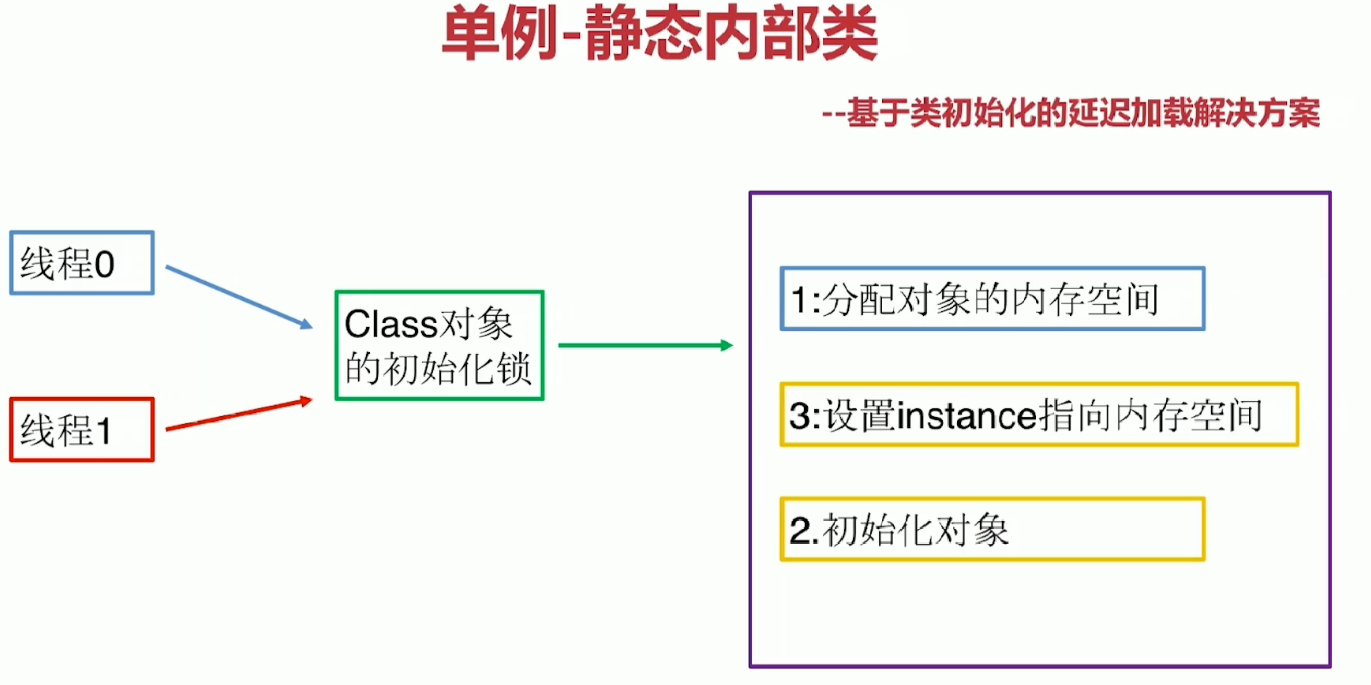 单例-静态内部类
--基于类初始化的延迟加载解决方案
线程0
线程1
Class对象
的初始化锁
1:分配对象的内存空间
3:设置instance指向内存空间
2.初始化对象